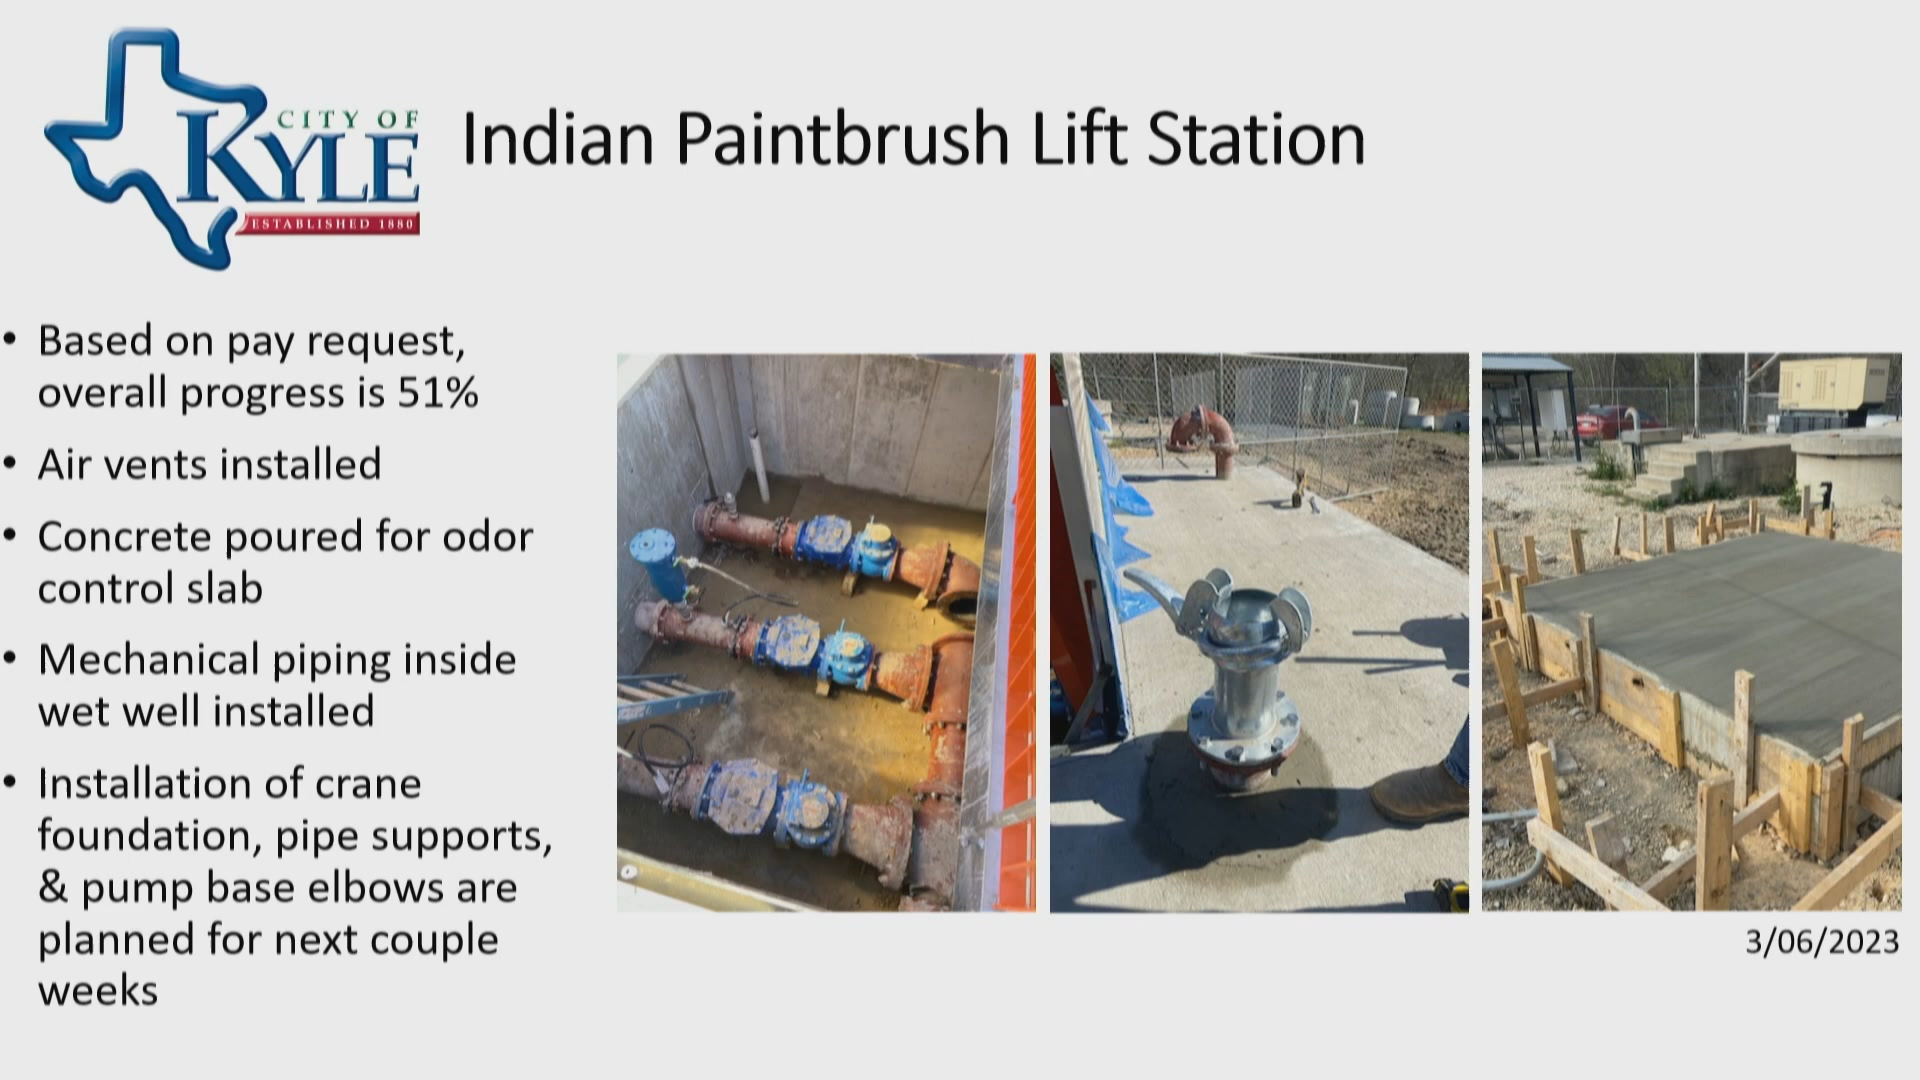 CITY OF
KYLE
ESTABLISHED 1880
Indian Paintbrush Lift Station
• Based on pay request,
overall progress is 51%
• Air vents installed
• Concrete poured for odor
control slab
• Mechanical piping inside
wet well installed
• Installation of crane
foundation, pipe supports,
& pump base elbows are
planned for next couple
weeks
3/06/2023